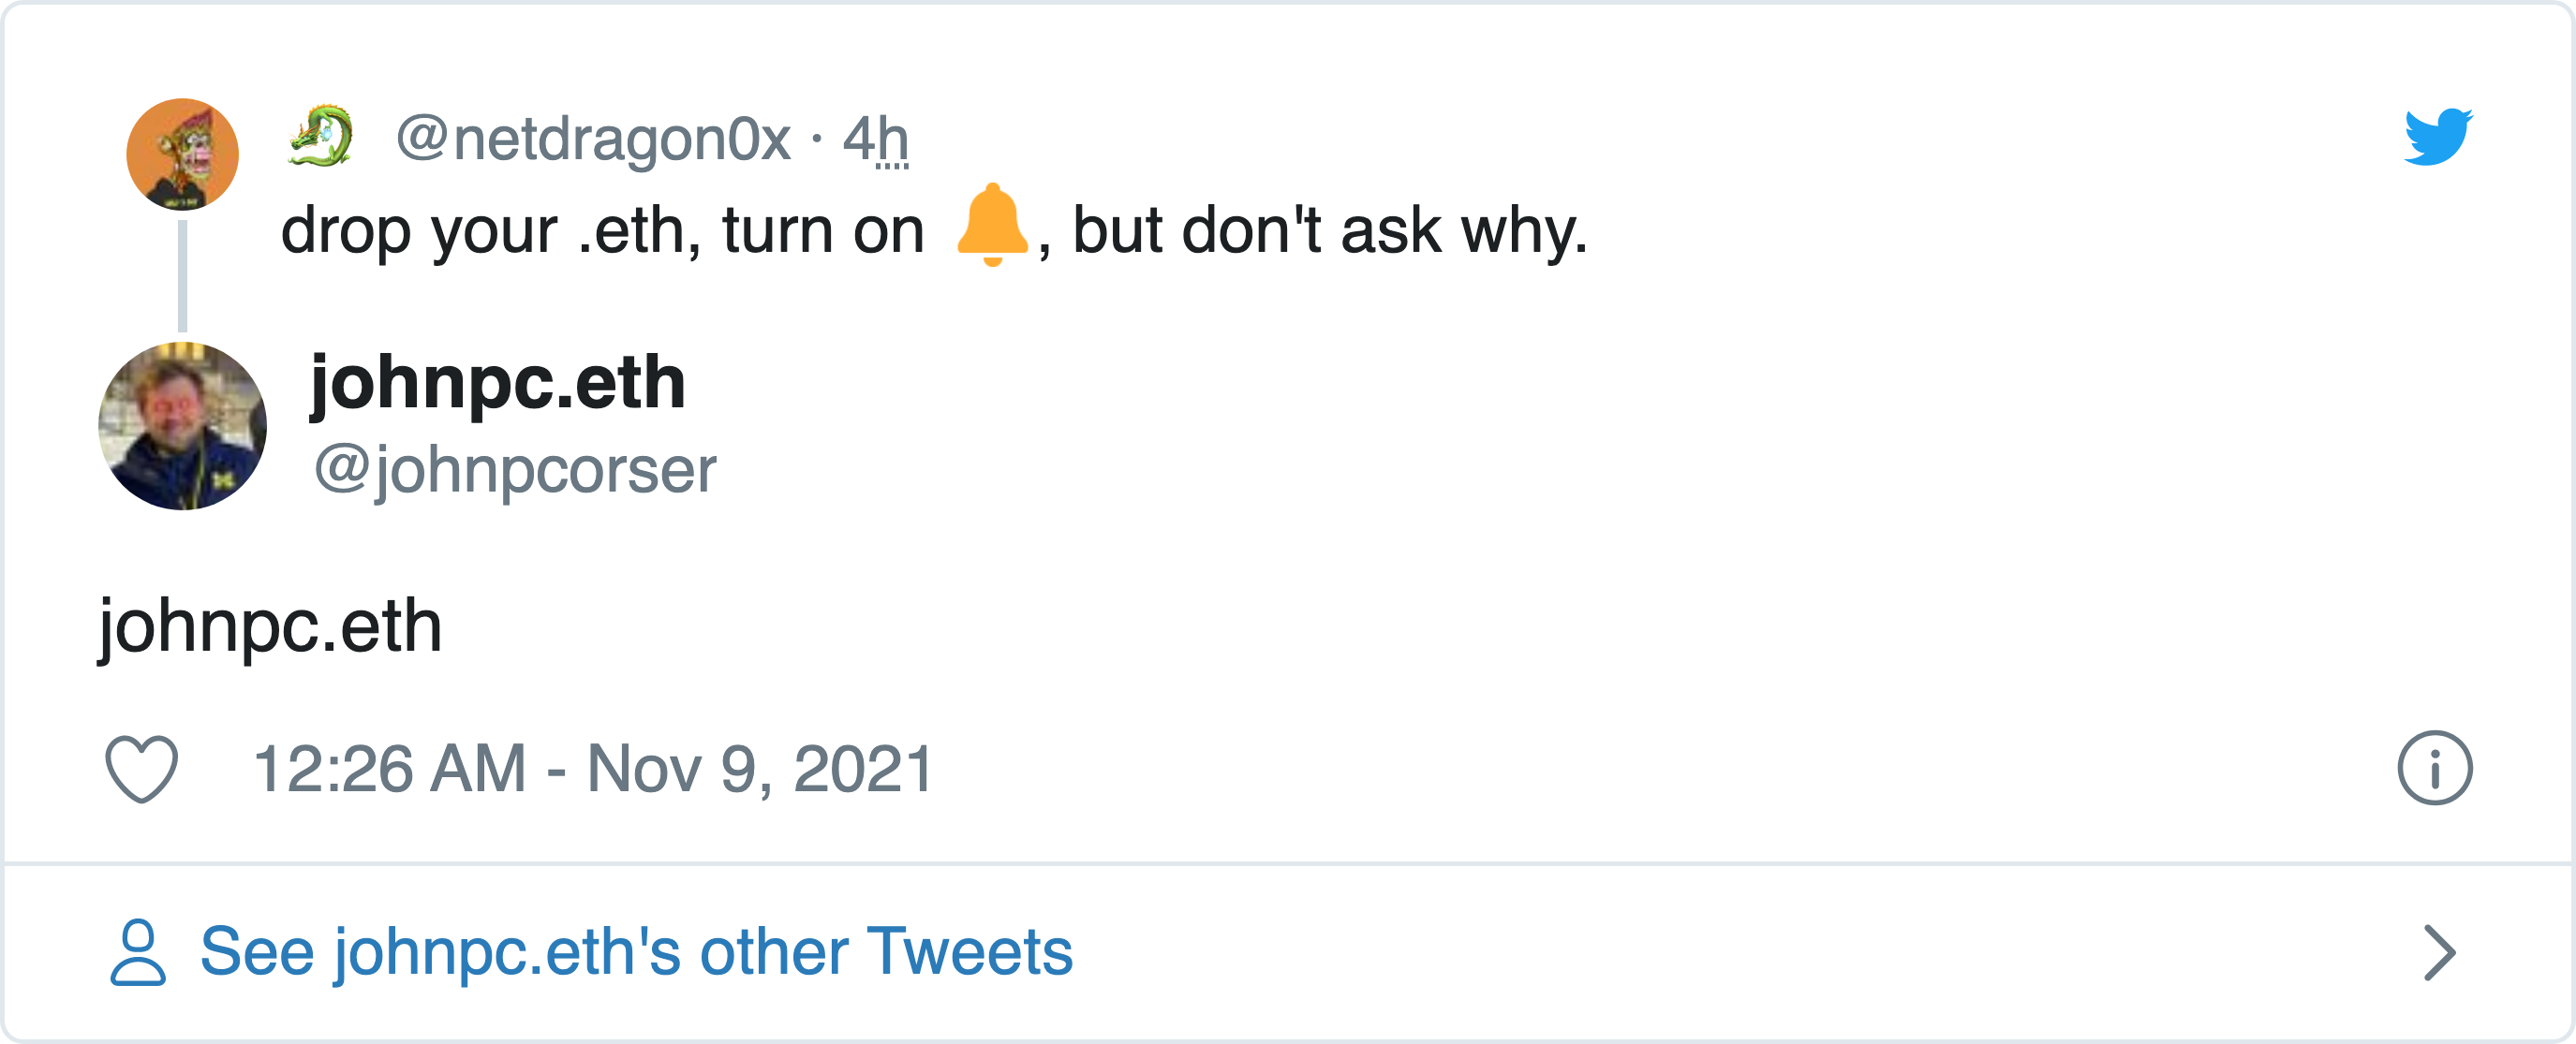 🐉 @netdragon0x · 4h
drop your .eth, turn on 🔔, but don't ask why.
johnpc.eth
@johnpcorser
johnpc.eth
12:26 AM - Nov 9, 2021
See johnpc.eth's other Tweets